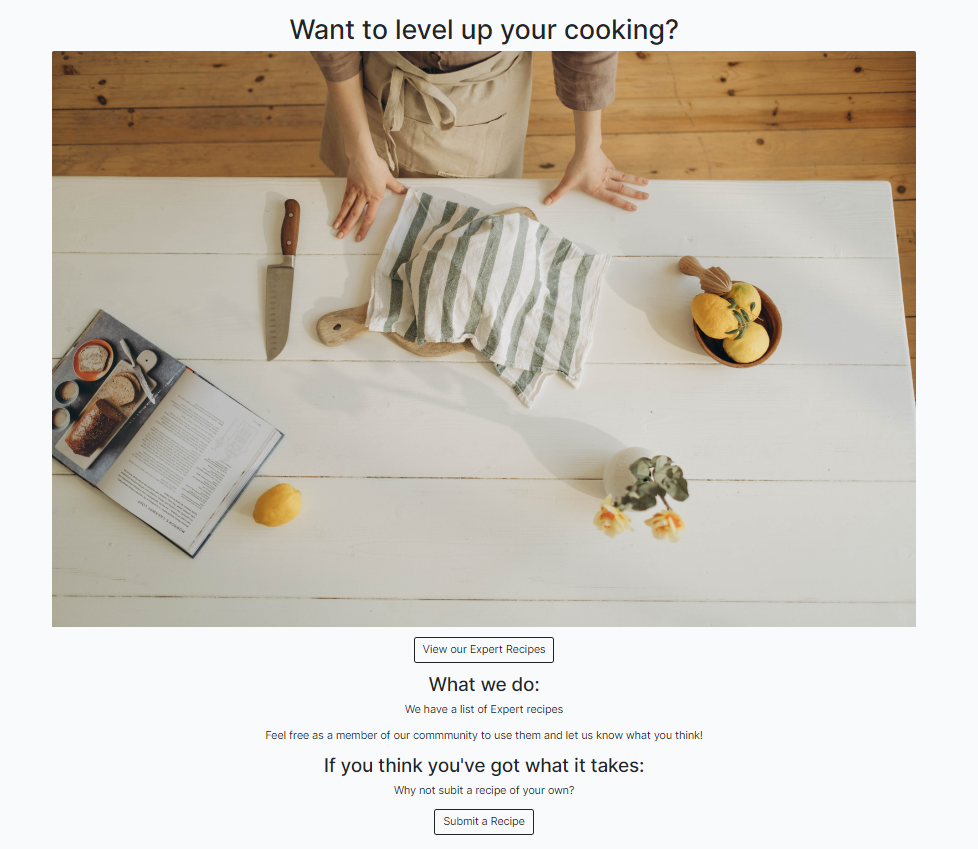 Want to level up your cooking?
View our Expert Recipes
What we do:
We have a list of Expert recipes
Feel free as a member of our commmunity to use them and let us know what you think!
If you think you've got what it takes:
Why not subit a recipe of your own?
Submit a Recipe